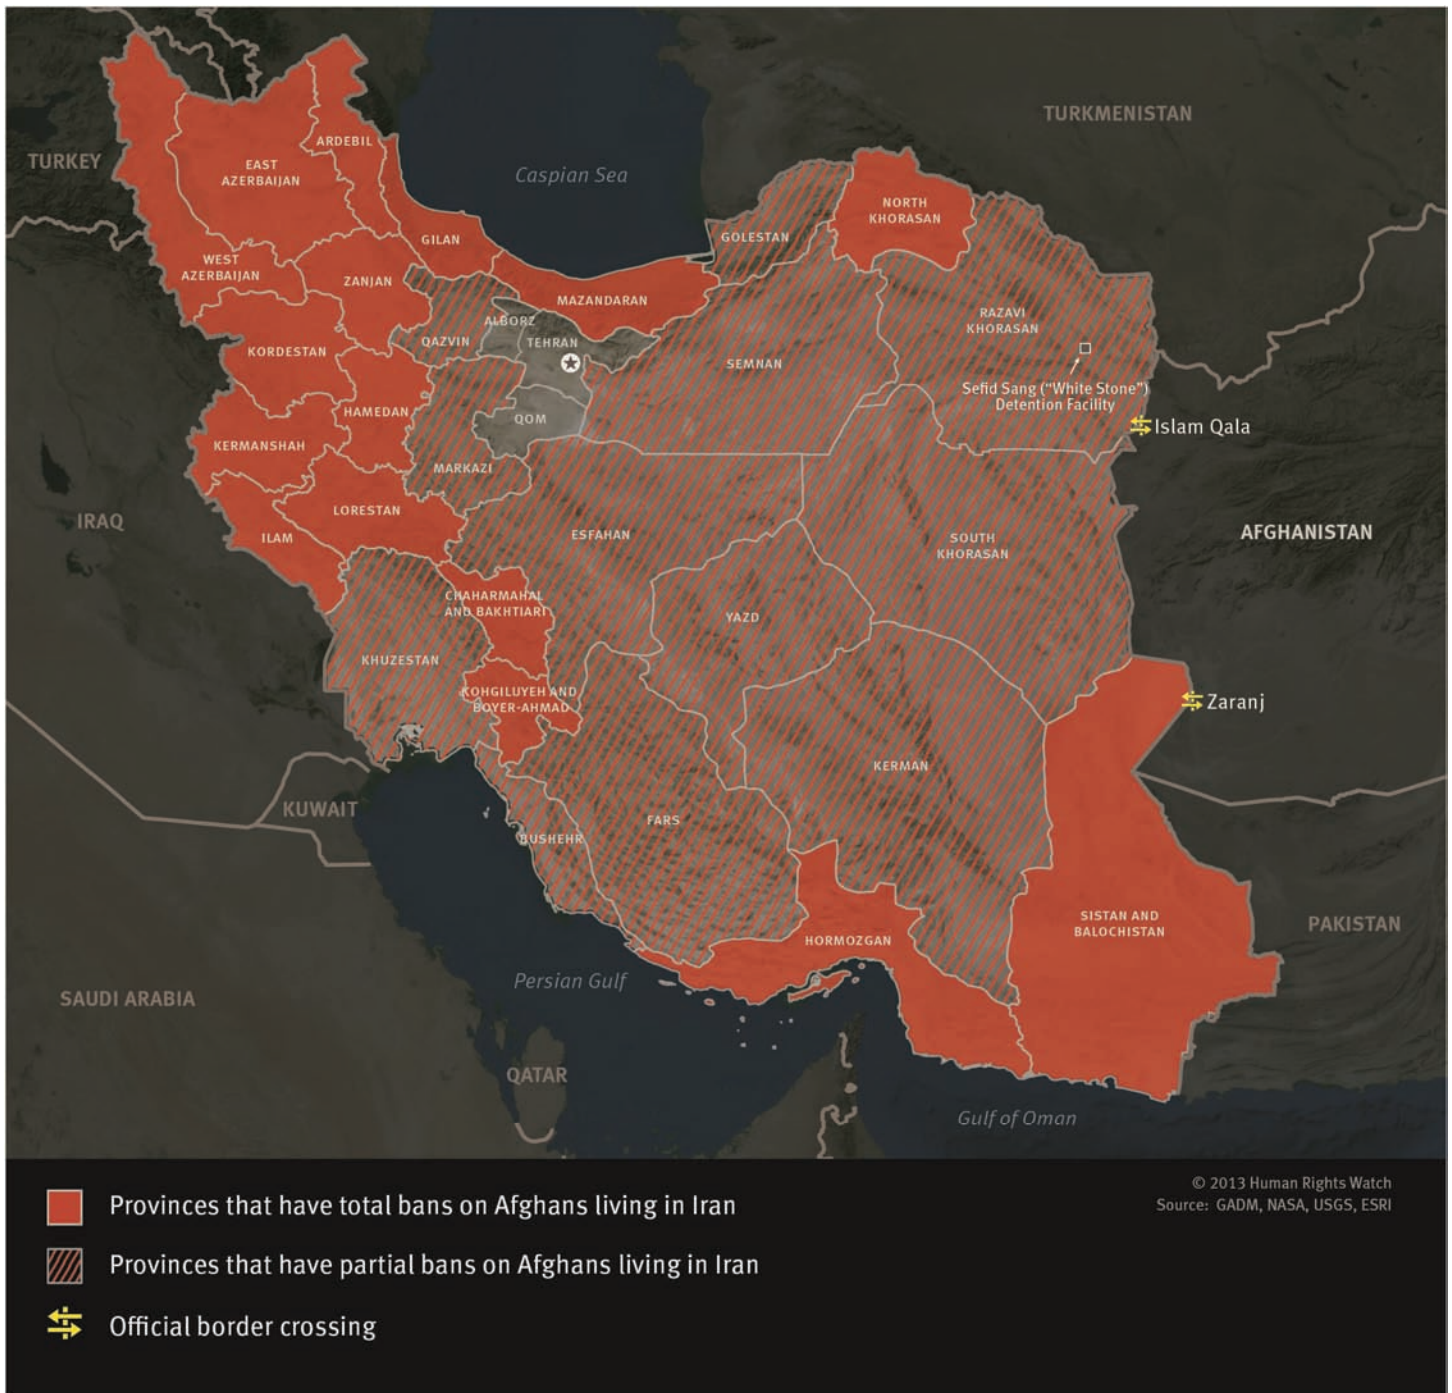 TURKMENISTAN
TURKEY
Caspian Sea
ARDEBIL
EAST
AZERBAIJAN
NORTH
KHORASAN
GILAN
GOLESTAN
WEST
AZERBAIJAN
ZANJAN
MAZANDARAN
ALBORZ
RAZAVI
KHORASAN
QAZVIN
TEHRAN
KORDESTAN
SEMNAN
Sefid Sang ("White Stone")
Detention Facility
HAMEDAN
QOM
Islam Qala
KERMANSHAH
MARKAZI
LORESTAN
IRAQ
ILAM
ESFAHAN
SOUTH
KHORASAN
AFGHANISTAN
CHAHARMAHAL
AND BAKHTIARI
YAZD
KHUZESTAN
KOHGILUYEH AND
BOYER-AHMAD
Zaranj
KERMAN
KUWAIT
FARS
BUSHEHR
SISTAN AND
BALOCHISTAN
PAKISTAN
HORMOZGAN
Persian Gulf
SAUDI ARABIA
QATAR
Gulf of Oman
Provinces that have total bans on Afghans living in Iran
Provinces that have partial bans on Afghans living in Iran
Official border crossing
© 2013 Human Rights Watch
Source: GADM, NASA, USGS, ESRI